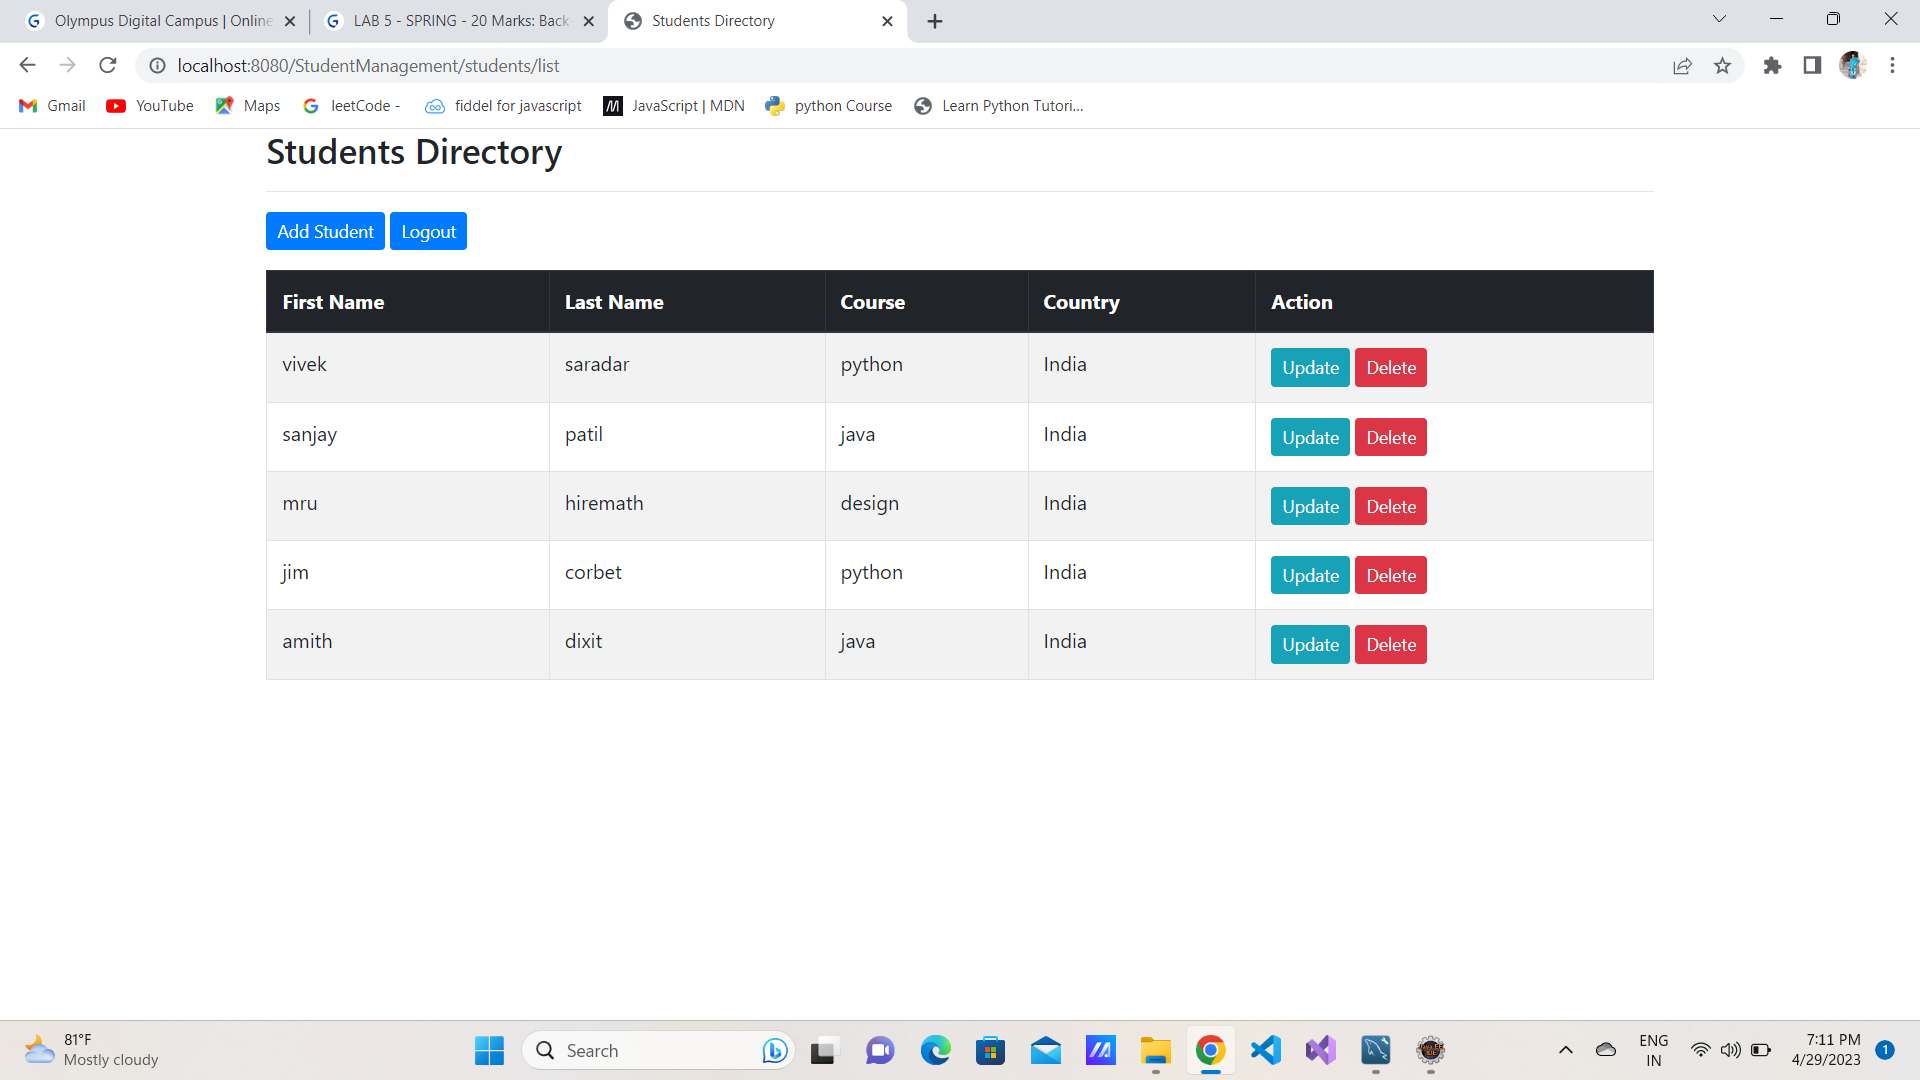 Olympus Digital Campus | Online
LAB 5 - SPRING - 20 Marks: Back
Students Directory
localhost:8080/StudentManagement/students/list
Gmail YouTube Maps leetCode - fiddel for javascript JavaScript | MDN python Course Learn Python Tutori...
Students Directory
Add Student Logout
First Name Last Name Course Country Action
vivek saradar python India Update Delete
sanjay patil java India Update Delete
mru hiremath design India Update Delete
jim corbet python India Update Delete
amith dixit java India Update Delete
81°F
Mostly cloudy
Search
ENG
IN
7:11 PM
4/29/2023
1